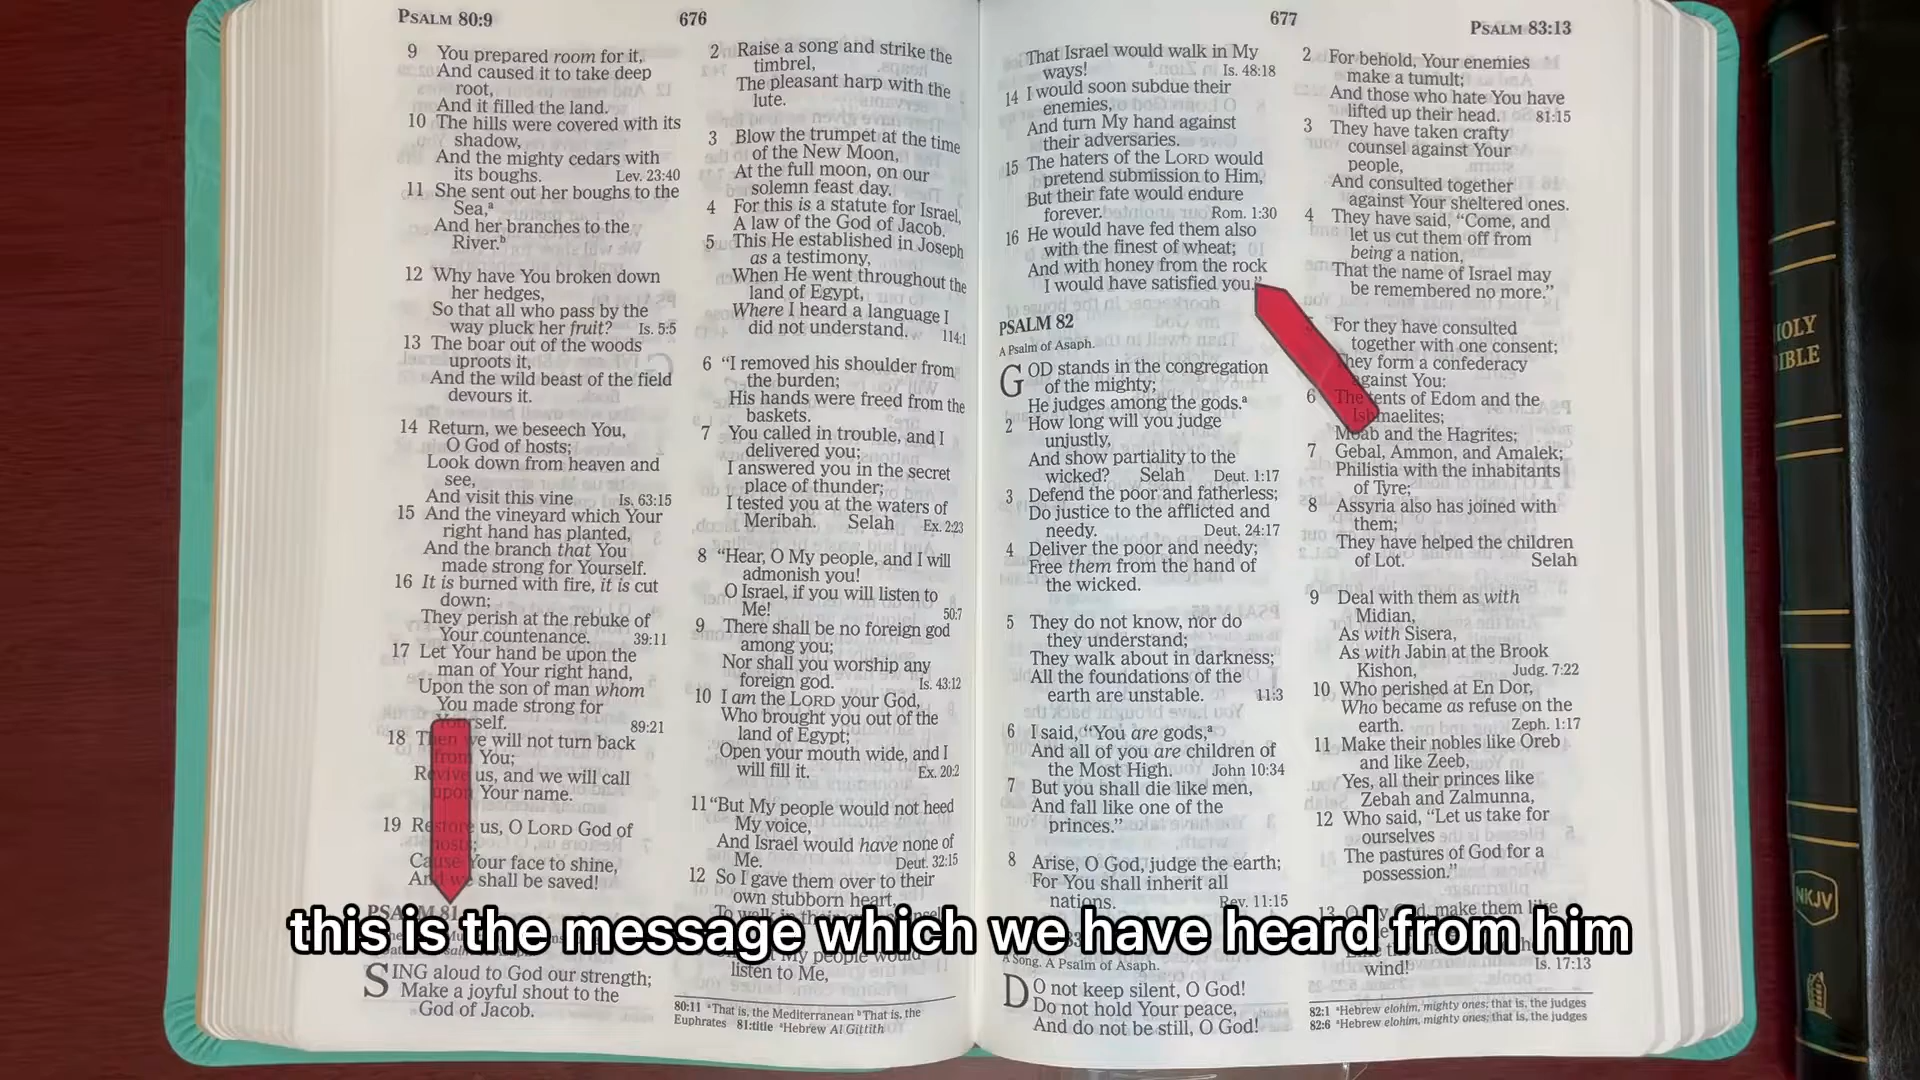 PSALM 80:9
676
9 You prepared room for it,
And caused it to take deep
root,
And it filled the land.
10 The hills were covered with its
shadow,
And the mighty cedars with
its boughs. Lev. 23:40
11 She sent out her boughs to the
Sea,a
And her branches to the
River.b
12 Why have You broken down
her hedges,
So that all who pass by the
way pluck her fruit? Is. 5:5
13 The boar out of the woods
uproots it,
And the wild beast of the field
devours it.
14 Return, we beseech You,
O God of hosts;
Look down from heaven and
see,
And visit this vine Is. 63:15
15 And the vineyard which Your
right hand has planted,
And the branch that You
made strong for Yourself.
16 It is burned with fire, it is cut
down;
They perish at the rebuke of
Your countenance. 39:11
17 Let Your hand be upon the
man of Your right hand,
Upon the son of man whom
You made strong for
Yourself. 89:21
18 Then we will not turn back
from You;
Revive us, and we will call
upon Your name.
19 Restore us, O LORD God of
hosts;
Cause Your face to shine,
And we shall be saved!
PSALM 81
SING aloud to God our strength;
Make a joyful shout to the
God of Jacob.
2 Raise a song and strike the
timbrel,
The pleasant harp with the
lute.
3 Blow the trumpet at the time
of the New Moon,
At the full moon, on our
solemn feast day.
4 For this is a statute for Israel,
A law of the God of Jacob.
5 This He established in Joseph
as a testimony,
When He went throughout the
land of Egypt,
Where I heard a language I
did not understand. 114:1
6 “I removed his shoulder from
the burden;
His hands were freed from the
baskets.
7 You called in trouble, and I
delivered you;
I answered you in the secret
place of thunder;
I tested you at the waters of
Meribah. Selah Ex. 2:23
8 “Hear, O My people, and I will
admonish you!
O Israel, if you will listen to
Me! 50:7
9 There shall be no foreign god
among you;
Nor shall you worship any
foreign god. Is. 43:12
10 I am the LORD your God,
Who brought you out of the
land of Egypt;
Open your mouth wide, and I
will fill it. Ex. 20:2
11 “But My people would not heed
My voice,
And Israel would have none of
Me. Deut. 32:15
12 So I gave them over to their
own stubborn heart,
My people would
listen to Me,
80:11 aThat is, the Mediterranean bThat is, the
Euphrates 81:title aHebrew Al Gittith
677
PSALM 83:13
That Israel would walk in My
ways! Is. 48:18
14 I would soon subdue their
enemies,
And turn My hand against
their adversaries.
15 The haters of the LORD would
pretend submission to Him,
But their fate would endure
forever. Rom. 1:30
16 He would have fed them also
with the finest of wheat;
And with honey from the rock
I would have satisfied you.”
PSALM 82
A Psalm of Asaph.
GOD stands in the congregation
of the mighty;
He judges among the gods.a
2 How long will you judge
unjustly,
And show partiality to the
wicked? Selah Deut. 1:17
3 Defend the poor and fatherless;
Do justice to the afflicted and
needy. Deut. 24:17
4 Deliver the poor and needy;
Free them from the hand of
the wicked.
5 They do not know, nor do
they understand;
They walk about in darkness;
All the foundations of the
earth are unstable. 11:3
6 I said, “You are gods,a
And all of you are children of
the Most High. John 10:34
7 But you shall die like men,
And fall like one of the
princes.”
8 Arise, O God, judge the earth;
For You shall inherit all
nations. Rev. 11:15
A Song. A Psalm of Asaph.
DO not keep silent, O God!
Do not hold Your peace,
And do not be still, O God!
2 For behold, Your enemies
make a tumult;
And those who hate You have
lifted up their head. 81:15
3 They have taken crafty
counsel against Your
people,
And consulted together
against Your sheltered ones.
4 They have said, “Come, and
let us cut them off from
being a nation,
That the name of Israel may
be remembered no more.”
5 For they have consulted
together with one consent;
They form a confederacy
against You:
6 The tents of Edom and the
Ishmaelites;
Moab and the Hagrites;
7 Gebal, Ammon, and Amalek;
Philistia with the inhabitants
of Tyre;
8 Assyria also has joined with
them;
They have helped the children
of Lot. Selah
9 Deal with them as with
Midian,
As with Sisera,
As with Jabin at the Brook
Kishon, Judg. 7:22
10 Who perished at En Dor,
Who became as refuse on the
earth. Zeph. 1:17
11 Make their nobles like Oreb
and like Zeeb,
Yes, all their princes like
Zebah and Zalmunna,
12 Who said, “Let us take for
ourselves
The pastures of God for a
possession.”
13 make them like
wind! Is. 17:13
82:1 aHebrew elohim, mighty ones; that is, the judges
82:6 aHebrew elohim, mighty ones; that is, the judges
this is the message which we have heard from him
HOLY
BIBLE
NKJV